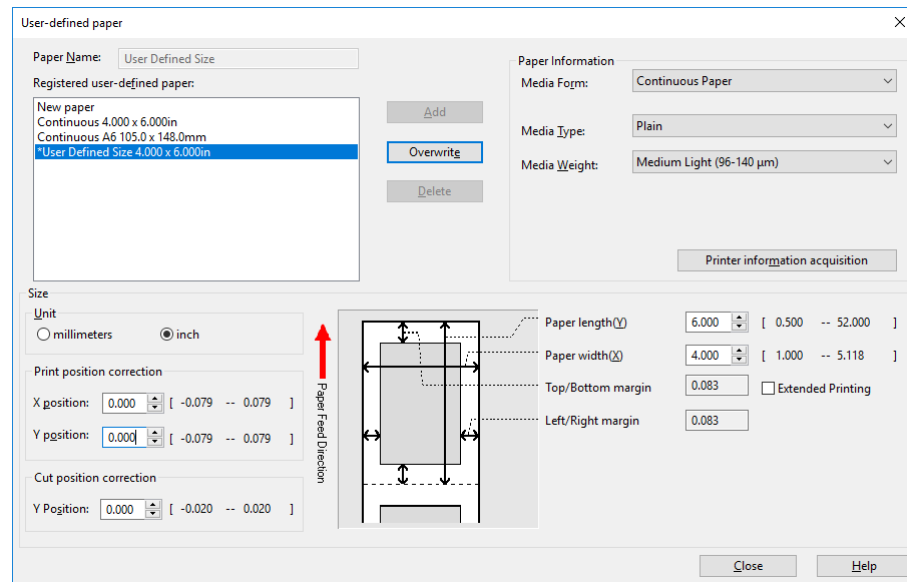 User-defined paper
Paper Name: User Defined Size
Registered user-defined paper:
New paper
Continuous 4.000 x 6.000in
Continuous A6 105.0 x 148.0mm
*User Defined Size 4.000 x 6.000in
Add
Overwrite
Delete
Paper Information
Media Form: Continuous Paper
Media Type: Plain
Media Weight: Medium Light (96-140 µm)
Printer information acquisition
Size
Unit
millimeters inch
Print position correction
X position: 0.000 [ -0.079 -- 0.079 ]
Y position: 0.000 [ -0.079 -- 0.079 ]
Cut position correction
Y Position: 0.000 [ -0.020 -- 0.020 ]
Paper Feed Direction
Paper length(Y) 6.000 [ 0.500 -- 52.000 ]
Paper width(X) 4.000 [ 1.000 -- 5.118 ]
Top/Bottom margin 0.083 Extended Printing
Left/Right margin 0.083
Close Help